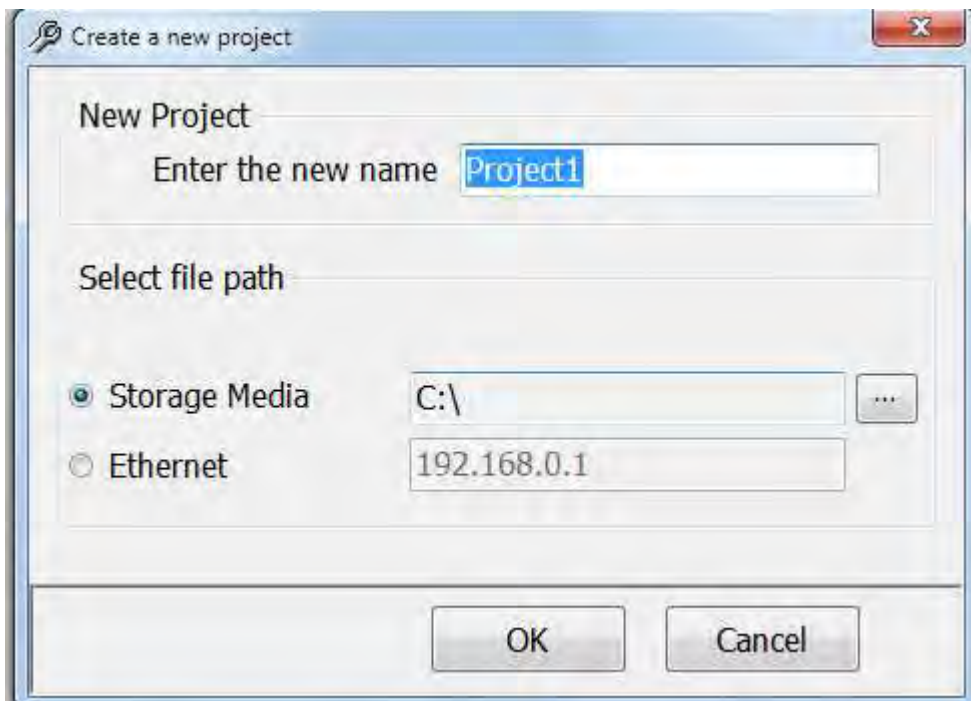 Create a new project
New Project
Enter the new name Project1
Select file path
Storage Media C:\ ...
Ethernet 192.168.0.1
OK Cancel